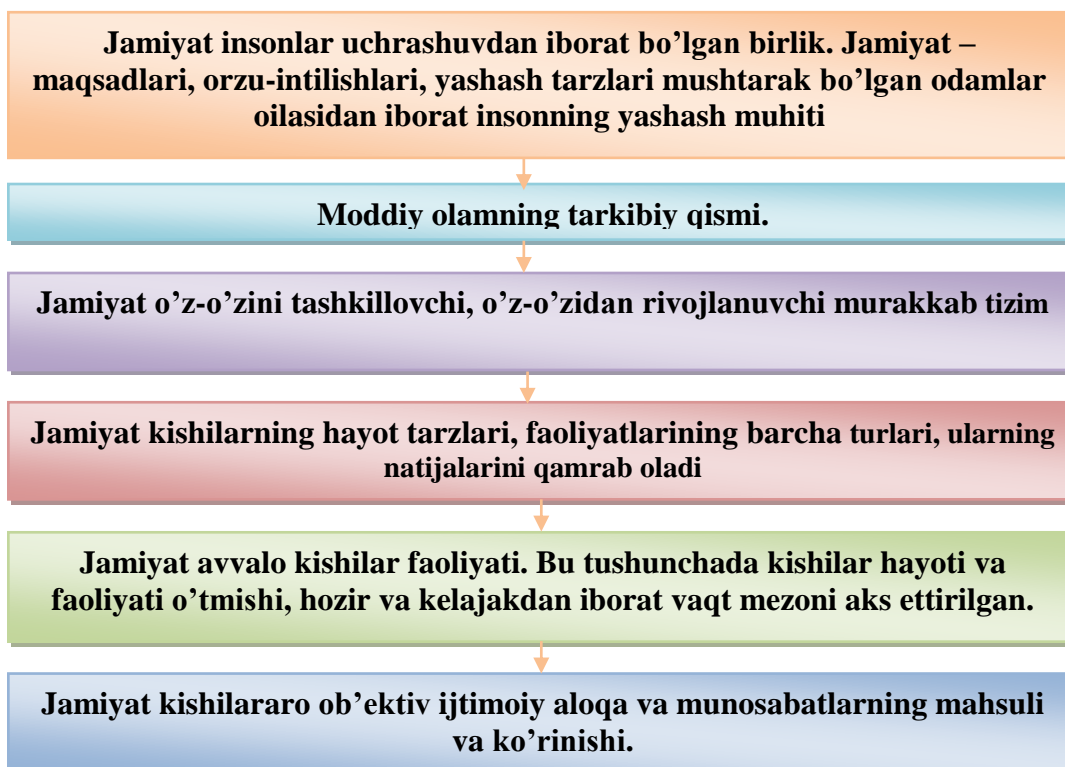 Jamiyat insonlar uchrashuvdan iborat bo’lgan birlik. Jamiyat –
maqsadlari, orzu-intilishlari, yashash tarzlari mushtarak bo’lgan odamlar
oilasidan iborat insonning yashash muhiti
Moddiy olamning tarkibiy qismi.
Jamiyat o’z-o’zini tashkillovchi, o’z-o’zidan rivojlanuvchi murakkab tizim
Jamiyat kishilarning hayot tarzlari, faoliyatlarining barcha turlari, ularning
natijalarini qamrab oladi
Jamiyat avvalo kishilar faoliyati. Bu tushunchada kishilar hayoti va
faoliyati o’tmishi, hozir va kelajakdan iborat vaqt mezoni aks ettirilgan.
Jamiyat kishilararo ob’ektiv ijtimoiy aloqa va munosabatlarning mahsuli
va ko’rinishi.